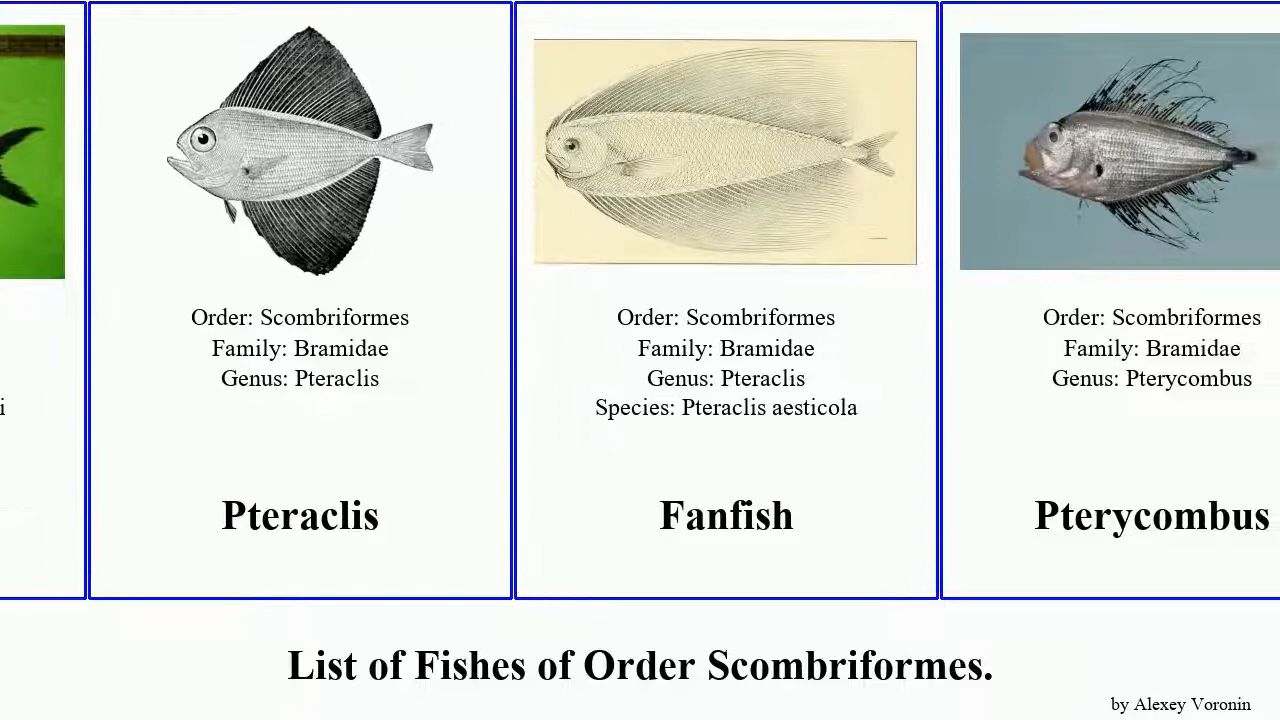 i
Order: Scombriformes
Family: Bramidae
Genus: Pteraclis
Pteraclis
Order: Scombriformes
Family: Bramidae
Genus: Pteraclis
Species: Pteraclis aesticola
Fanfish
Order: Scombriformes
Family: Bramidae
Genus: Pterycombus
Pterycombus
List of Fishes of Order Scombriformes.
by Alexey Voronin